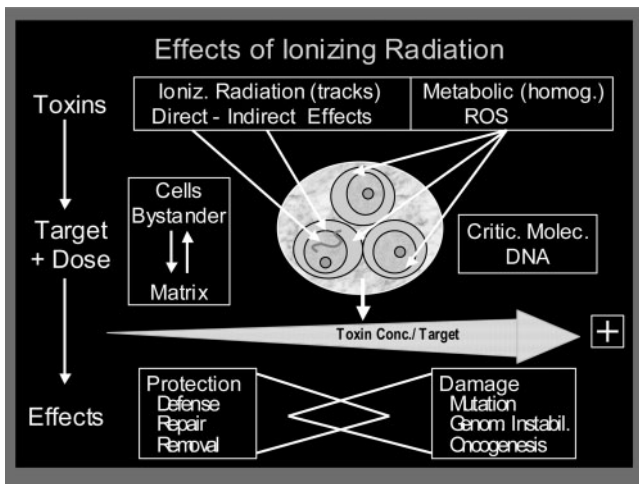 Effects of Ionizing Radiation
Toxins
Ioniz. Radiation (tracks)
Direct - Indirect Effects
Metabolic (homog.)
ROS
Target
+ Dose
Cells
Bystander
Matrix
Critic. Molec.
DNA
Toxin Conc./ Target
+
Effects
Protection
Defense
Repair
Removal
Damage
Mutation
Genom Instabil.
Oncogenesis